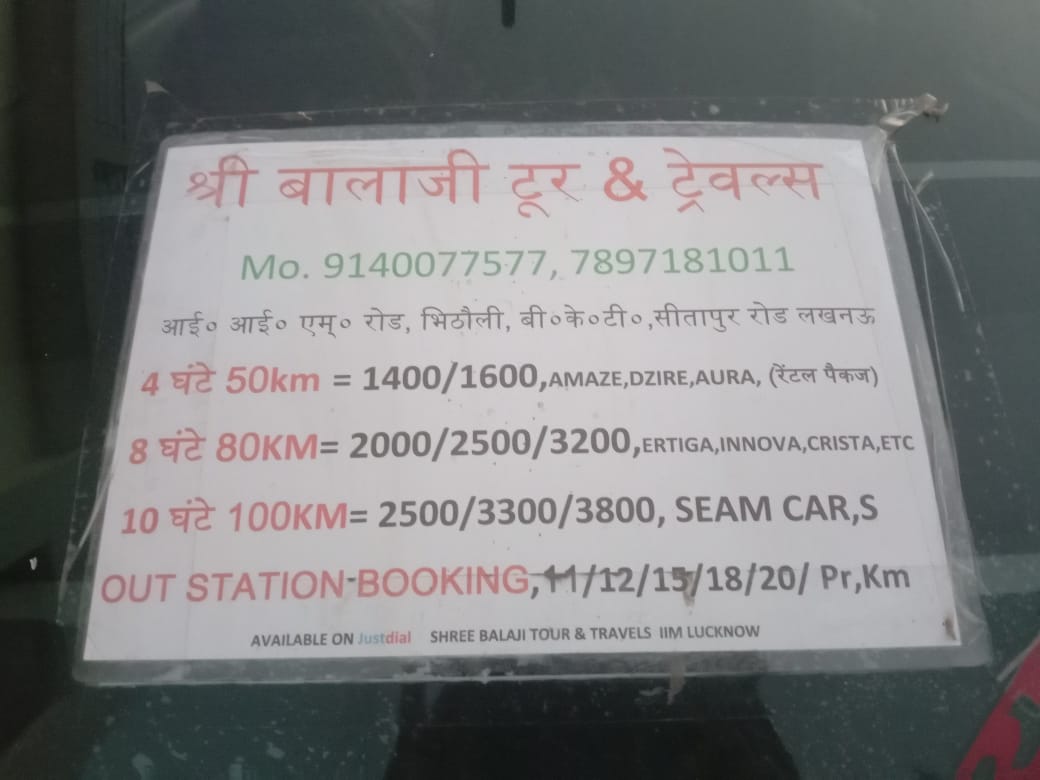 श्री बालाजी टूर & ट्रेवल्स
Mo. 9140077577, 7897181011
आई० आई० एम्० रोड, भिठौली, बी०के०टी०,सीतापुर रोड लखनऊ
4 घंटे 50km = 1400/1600,AMAZE,DZIRE,AURA, (रेंटल पैकज)
8 घंटे 80KM= 2000/2500/3200,ERTIGA,INNOVA,CRISTA,ETC
10 घंटे 100KM= 2500/3300/3800, SEAM CAR,S
OUT STATION-BOOKING, 11/12/15/18/20/ Pr,Km
AVAILABLE ON Justdial SHREE BALAJI TOUR & TRAVELS IIM LUCKNOW